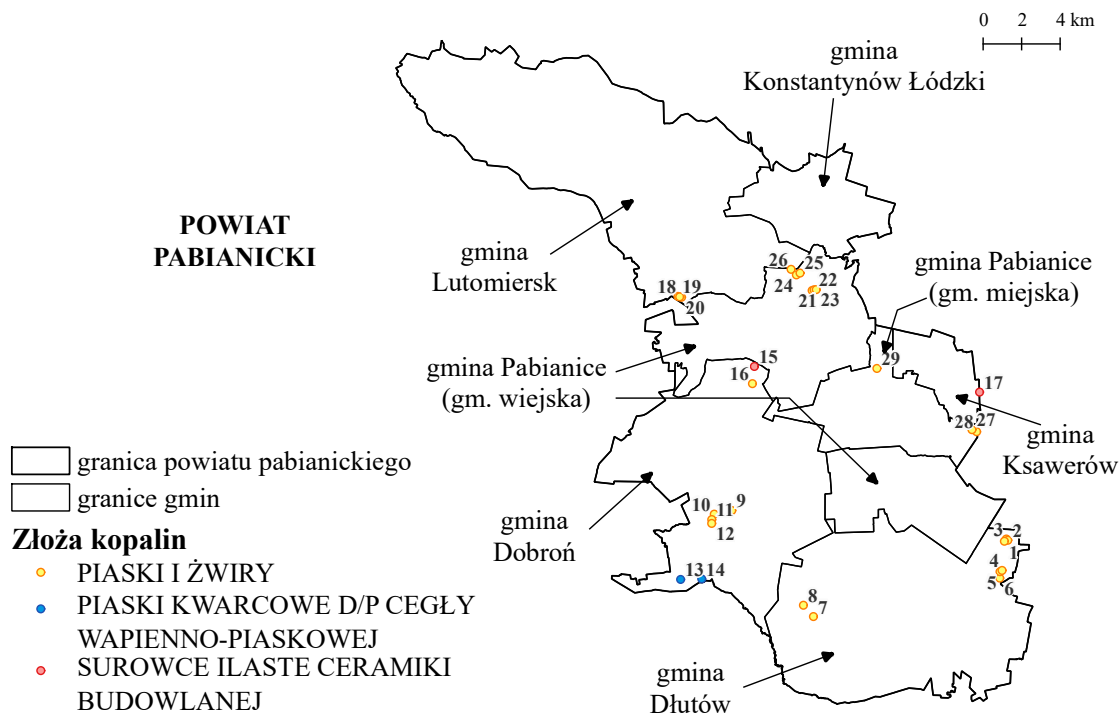 0 2 4 km
gmina
Konstantynów Łódzki
POWIAT
PABIANICKI
gmina
Lutomiersk
gmina Pabianice
(gm. miejska)
26 25
24 22
21 23
18 19
20
gmina Pabianice
(gm. wiejska)
15
16
29
17
28 27
gmina
Ksawerów
granica powiatu pabianickiego
granice gmin
Złoża kopalin
PIASKI I ŻWIRY
PIASKI KWARCOWE D/P CEGŁY
WAPIENNO-PIASKOWEJ
SUROWCE ILASTE CERAMIKI
BUDOWLANEJ
gmina
Dobroń
10 11 9
12
13 14
3 2
1
4
5 6
8
7
gmina
Dłutów